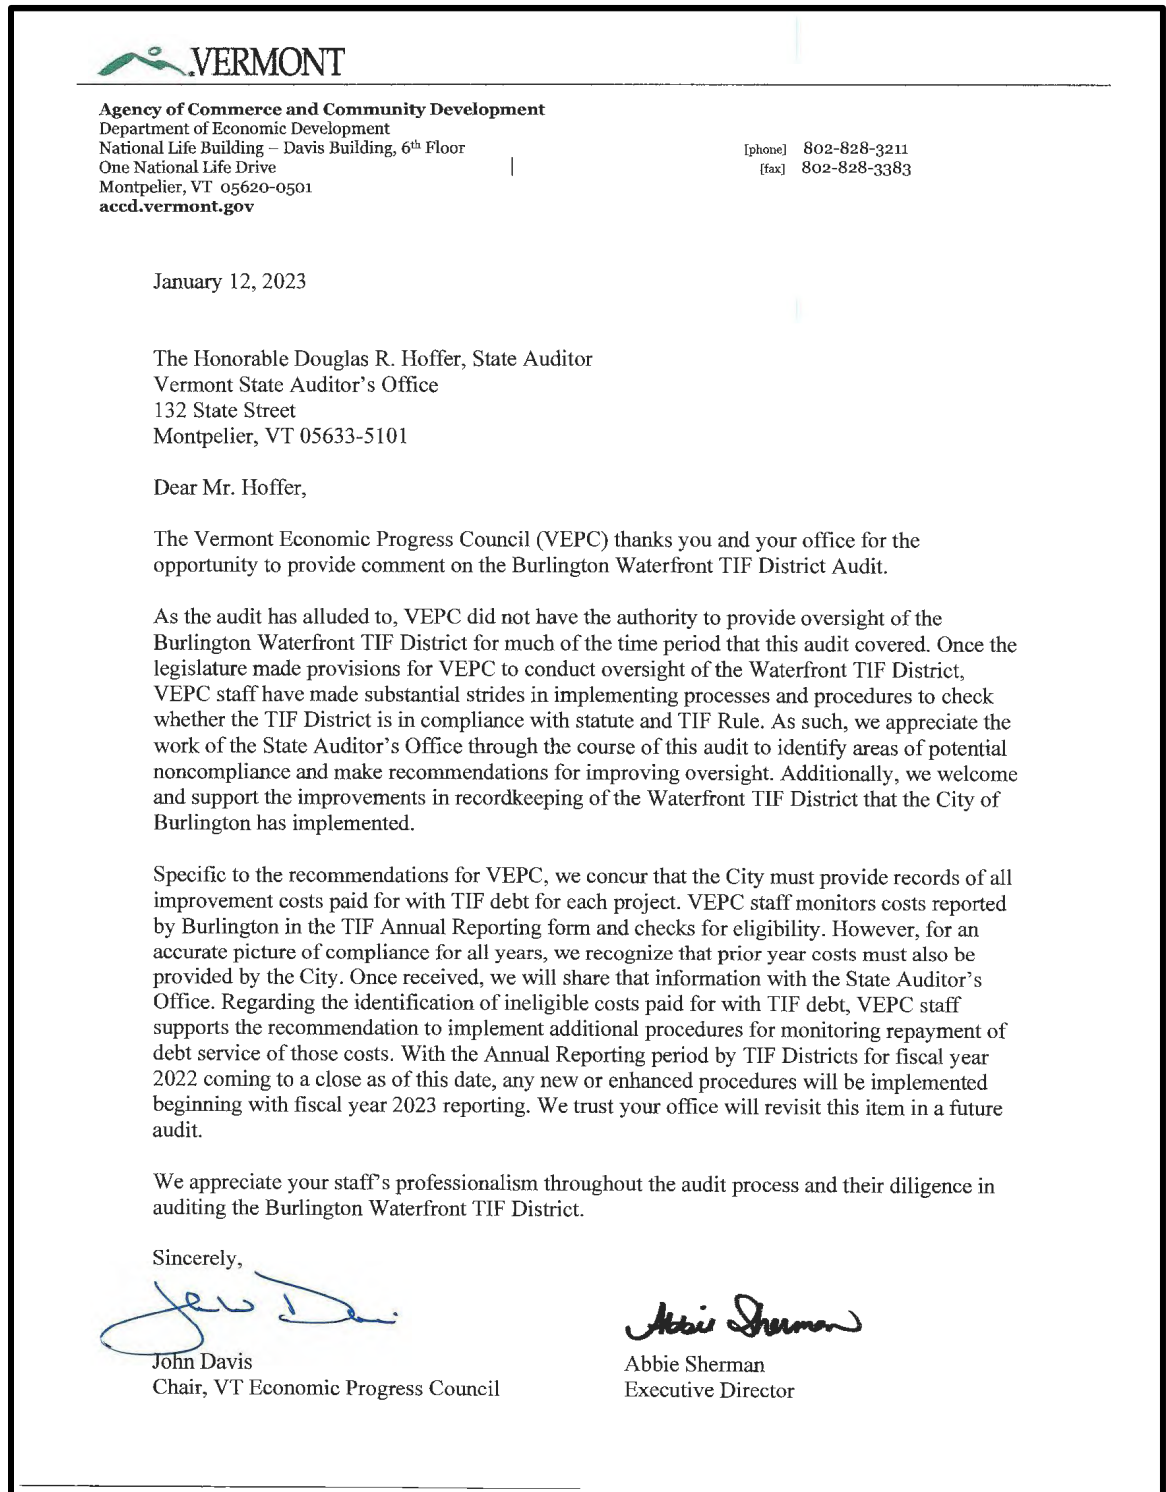 VERMONT
Agency of Commerce and Community Development
Department of Economic Development
National Life Building – Davis Building, 6th Floor
[phone] 802-828-3211
One National Life Drive
[fax] 802-828-3383
Montpelier, VT 05620-0501
accd.vermont.gov
January 12, 2023
The Honorable Douglas R. Hoffer, State Auditor
Vermont State Auditor's Office
132 State Street
Montpelier, VT 05633-5101
Dear Mr. Hoffer,
The Vermont Economic Progress Council (VEPC) thanks you and your office for the
opportunity to provide comment on the Burlington Waterfront TIF District Audit.
As the audit has alluded to, VEPC did not have the authority to provide oversight of the
Burlington Waterfront TIF District for much of the time period that this audit covered. Once the
legislature made provisions for VEPC to conduct oversight of the Waterfront TIF District,
VEPC staff have made substantial strides in implementing processes and procedures to check
whether the TIF District is in compliance with statute and TIF Rule. As such, we appreciate the
work of the State Auditor's Office through the course of this audit to identify areas of potential
noncompliance and make recommendations for improving oversight. Additionally, we welcome
and support the improvements in recordkeeping of the Waterfront TIF District that the City of
Burlington has implemented.
Specific to the recommendations for VEPC, we concur that the City must provide records of all
improvement costs paid for with TIF debt for each project. VEPC staff monitors costs reported
by Burlington in the TIF Annual Reporting form and checks for eligibility. However, for an
accurate picture of compliance for all years, we recognize that prior year costs must also be
provided by the City. Once received, we will share that information with the State Auditor's
Office. Regarding the identification of ineligible costs paid for with TIF debt, VEPC staff
supports the recommendation to implement additional procedures for monitoring repayment of
debt service of those costs. With the Annual Reporting period by TIF Districts for fiscal year
2022 coming to a close as of this date, any new or enhanced procedures will be implemented
beginning with fiscal year 2023 reporting. We trust your office will revisit this item in a future
audit.
We appreciate your staff's professionalism throughout the audit process and their diligence in
auditing the Burlington Waterfront TIF District.
Sincerely,
Abbie Sherman
John Davis
Chair, VT Economic Progress Council
Abbie Sherman
Executive Director